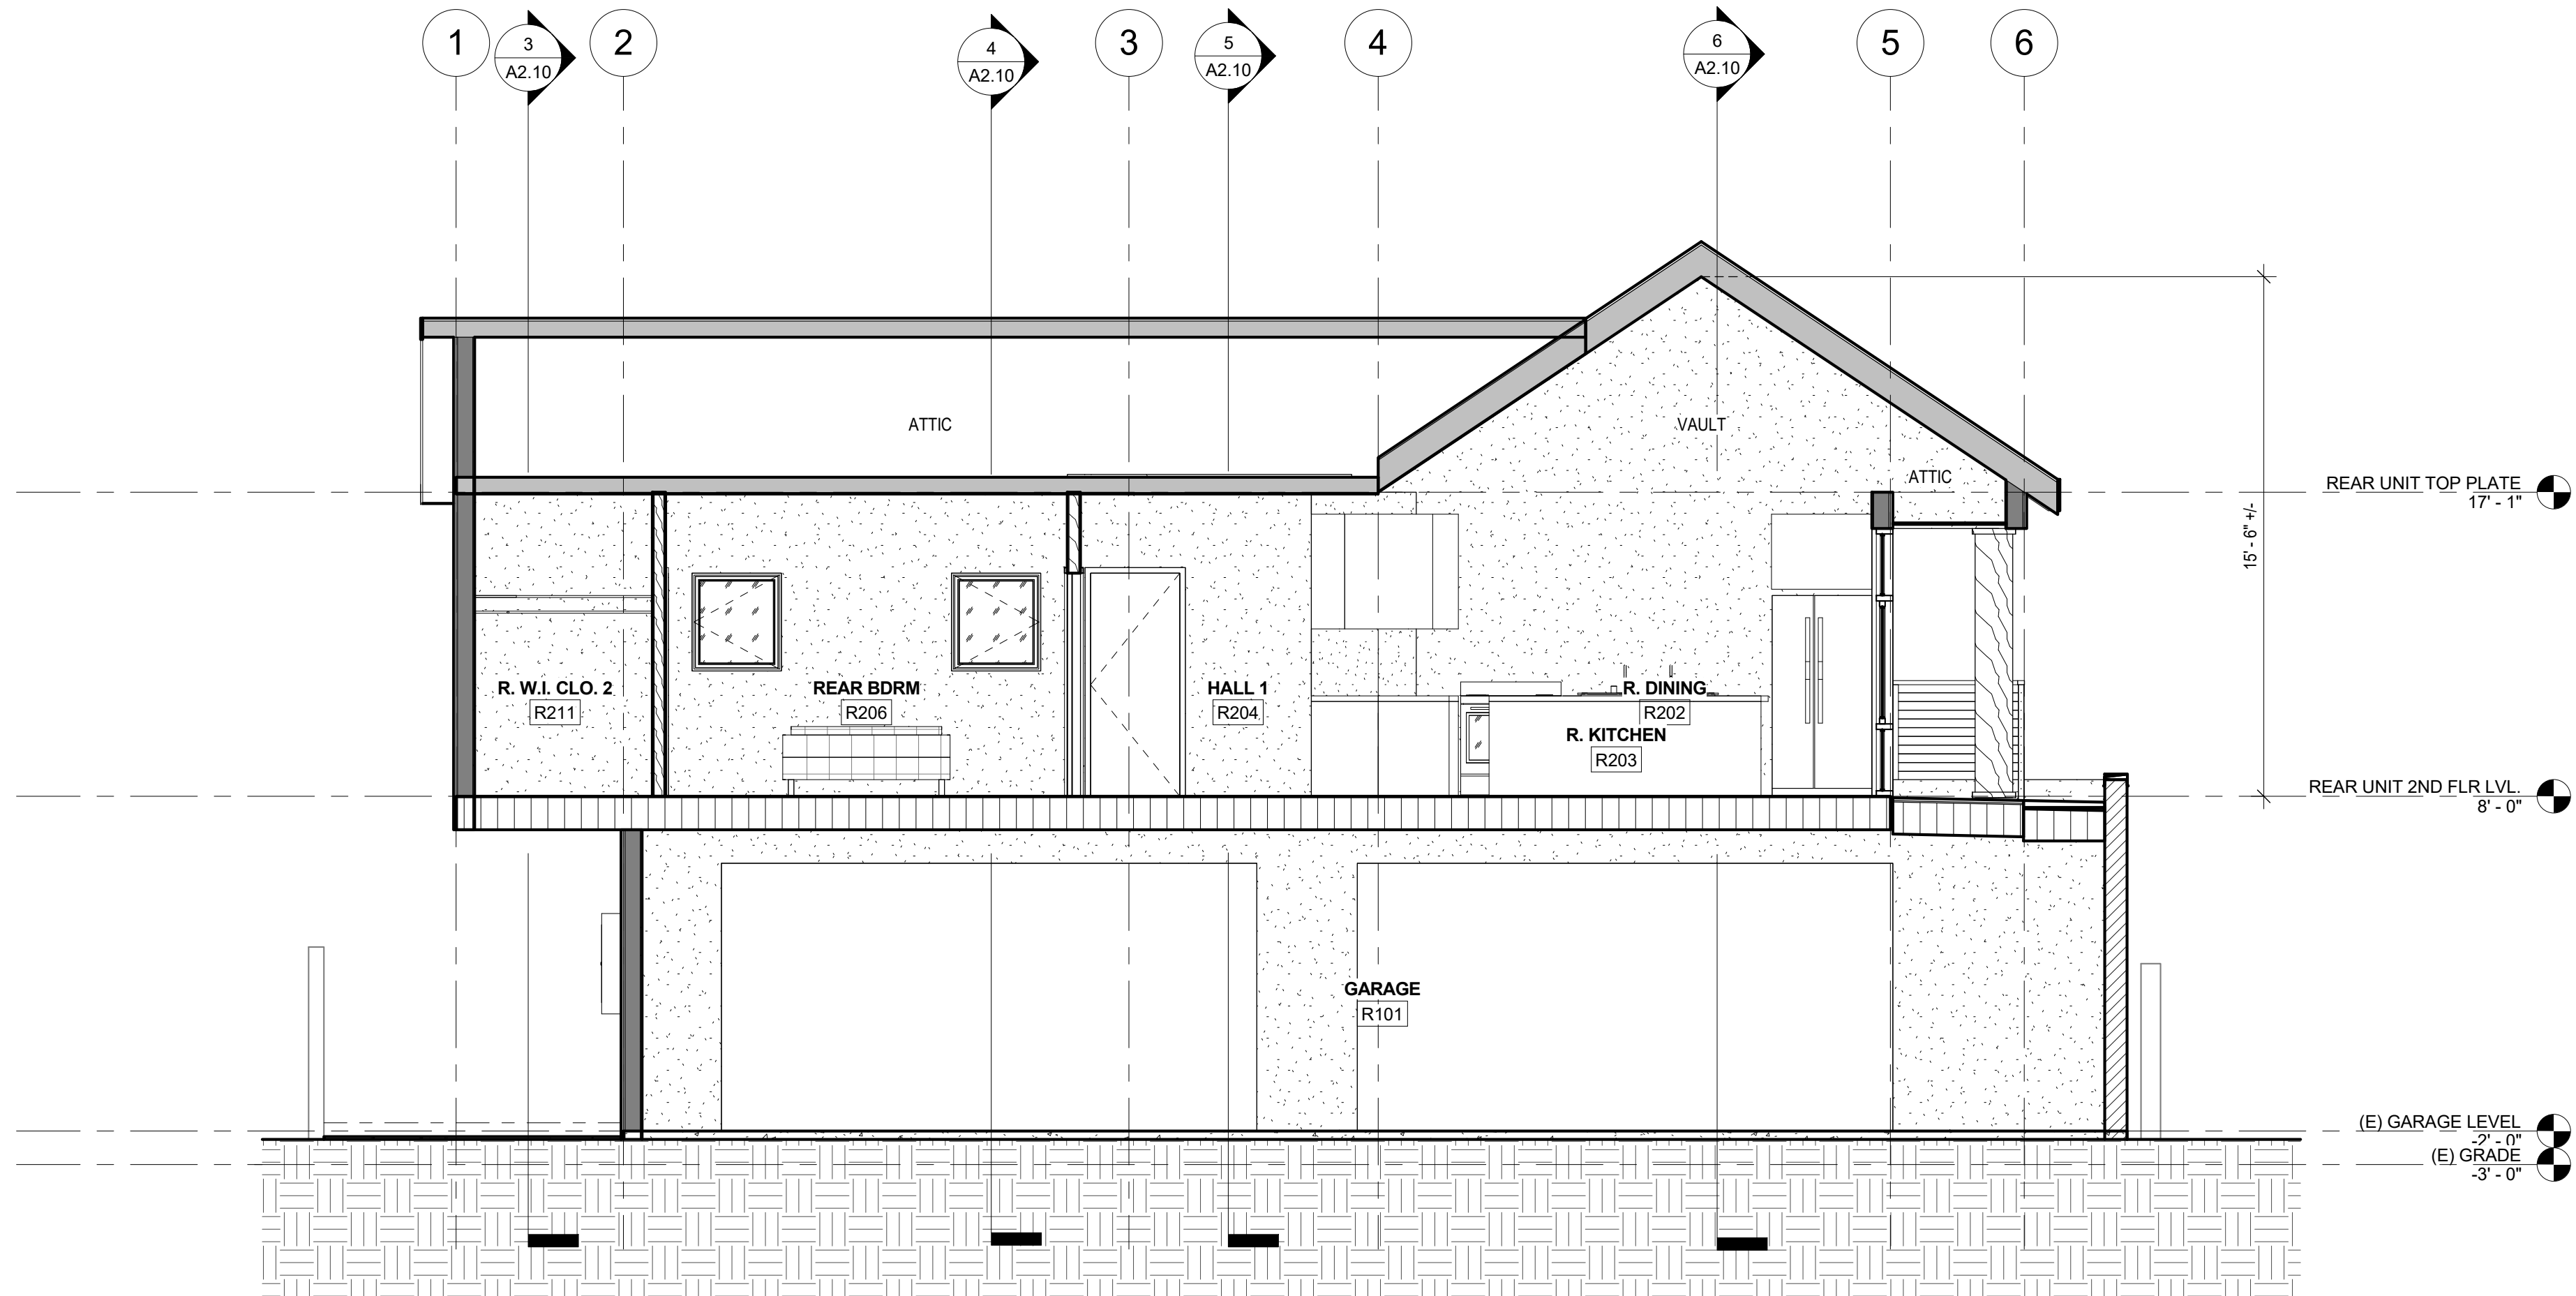 1
3
A2.10
2
4
A2.10
3
5
A2.10
4
6
A2.10
5
6
ATTIC
VAULT
ATTIC
REAR UNIT TOP PLATE
17' - 1"
15' - 6" +/-
R. W.I. CLO. 2
R211
REAR BDRM
R206
HALL 1
R204
R. DINING
R202
R. KITCHEN
R203
REAR UNIT 2ND FLR LVL.
8' - 0"
GARAGE
R101
(E) GARAGE LEVEL
-2' - 0"
(E) GRADE
-3' - 0"